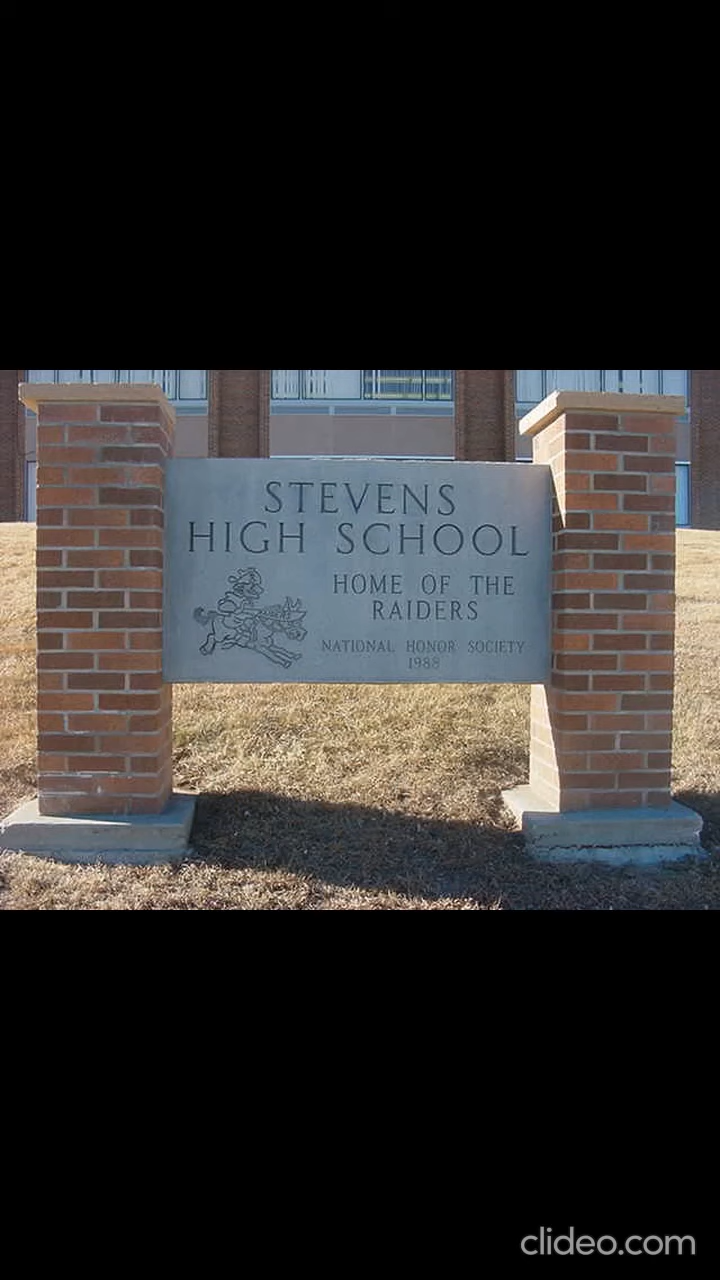 STEVENS
HIGH SCHOOL
HOME OF THE
RAIDERS
NATIONAL HONOR SOCIETY
1988
clideo.com